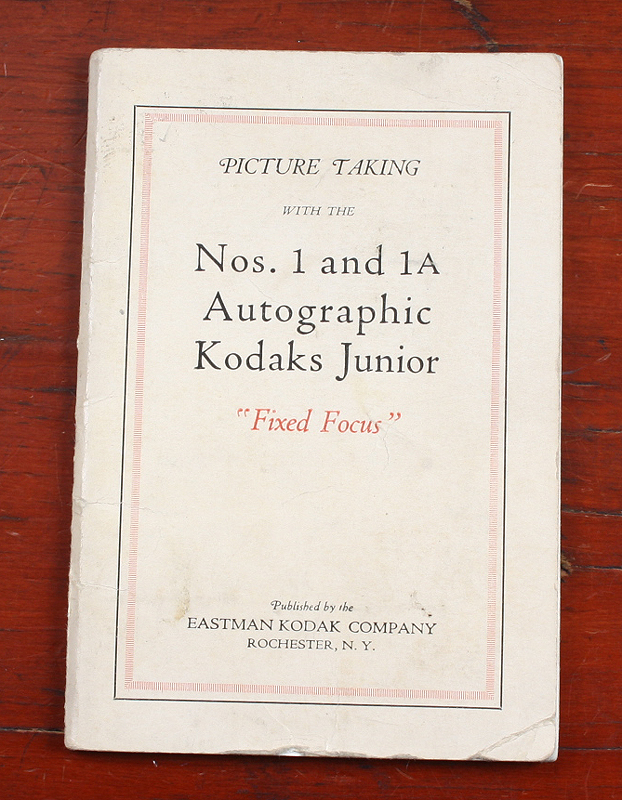 PICTURE TAKING
WITH THE
Nos. 1 and 1A
Autographic
Kodaks Junior
"Fixed Focus"
Published by the
EASTMAN KODAK COMPANY
ROCHESTER, N. Y.